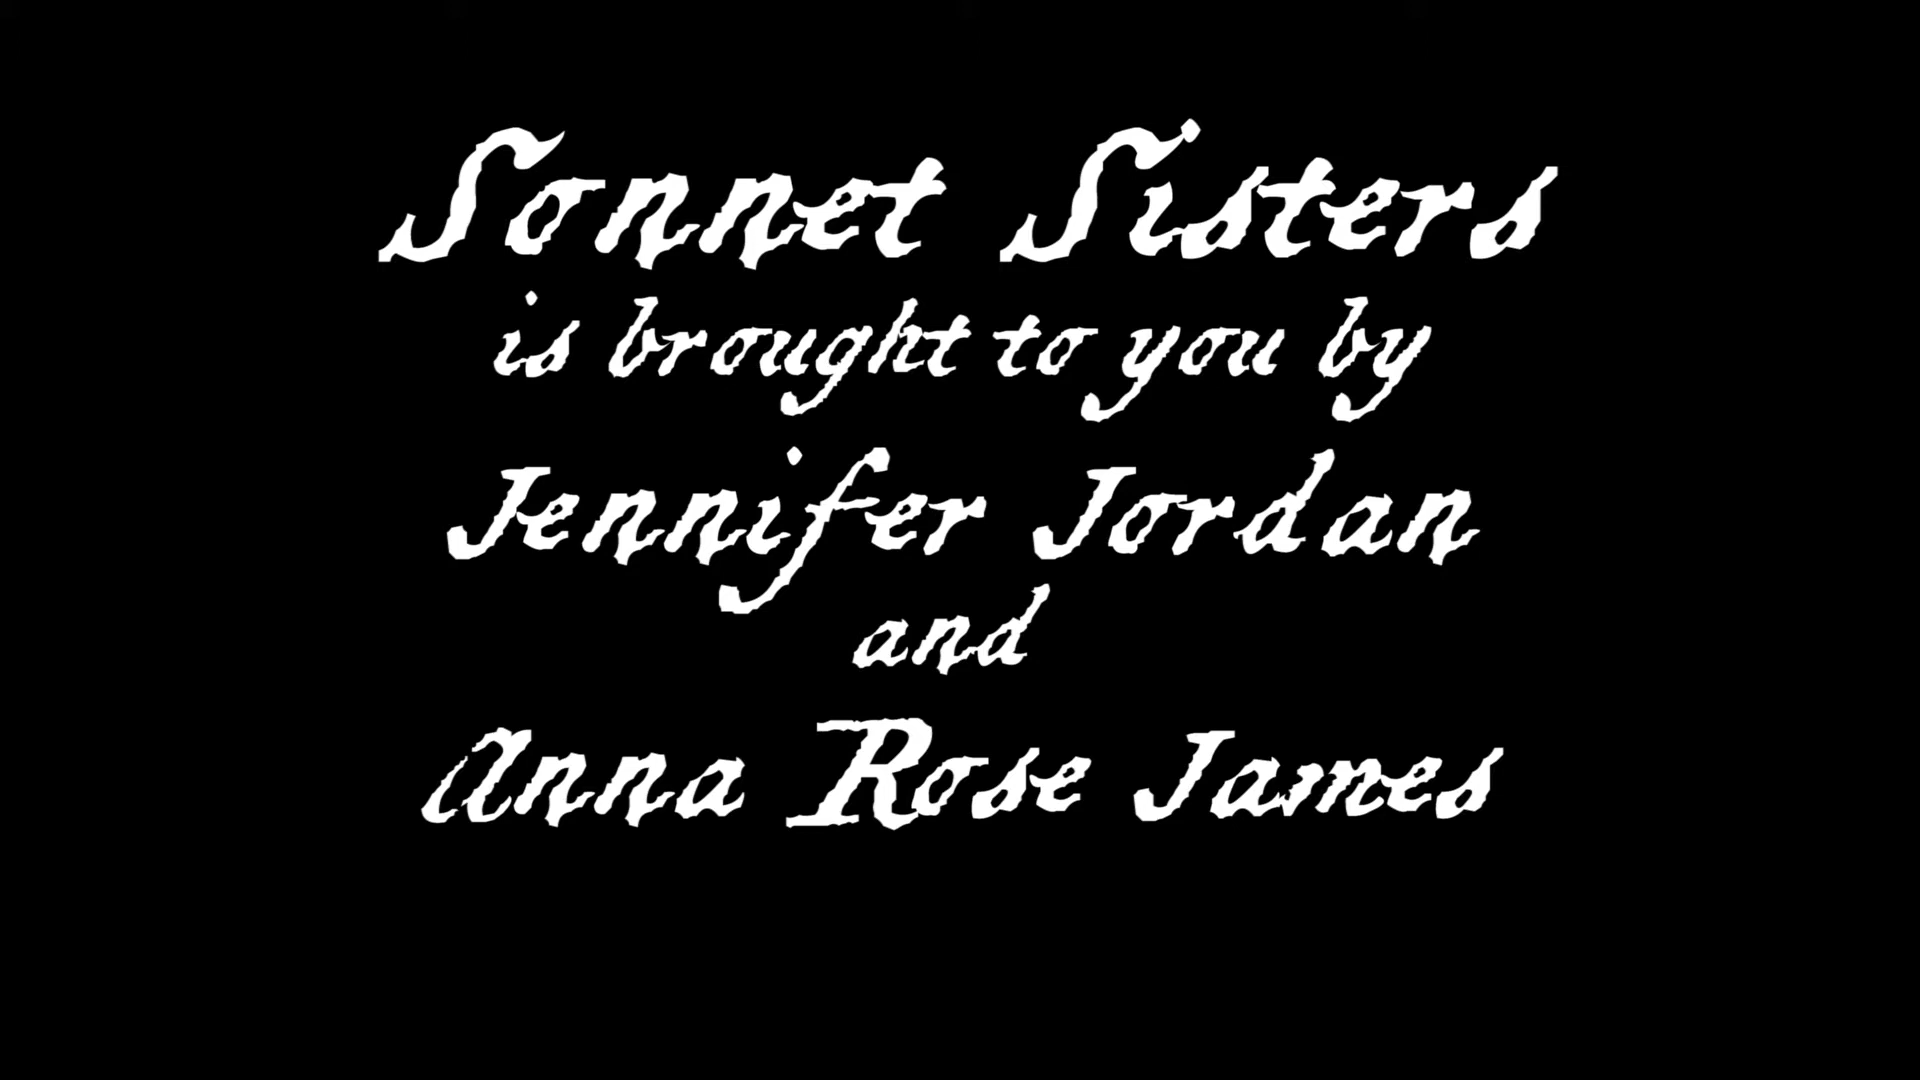 Sonnet Sisters
is brought to you by
Jennifer Jordan
and
Anna Rose James